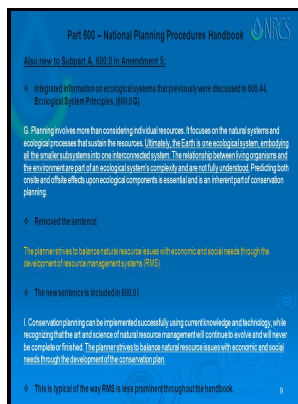 Part 600 – National Planning Procedures Handbook
NRCS
Also new to Subpart A, 600.0 in Amendment 5:
❖ Integrated information on ecological systems that previously were discussed in 600.44,
Ecological System Principles. (600.0 G)
G. Planning involves more than considering individual resources. It focuses on the natural systems and
ecological processes that sustain the resources. Ultimately, the Earth is one ecological system, embodying
all the smaller subsystems into one interconnected system. The relationship between living organisms and
the environment are part of an ecological system's complexity and are not fully understood. Predicting both
onsite and offsite effects upon ecological components is essential and is an inherent part of conservation
planning.
❖ Removed the sentence:
The planner strives to balance natural resource issues with economic and social needs through the
development of resource management systems (RMS).
❖ The new sentence is included in 600.0 I
I. Conservation planning can be implemented successfully using current knowledge and technology, while
recognizing that the art and science of natural resource management will continue to evolve and will never
be complete or finished. The planner strives to balance natural resource issues with economic and social
needs through the development of the conservation plan.
❖ This is typical of the way RMS is less prominent throughout the handbook.
9